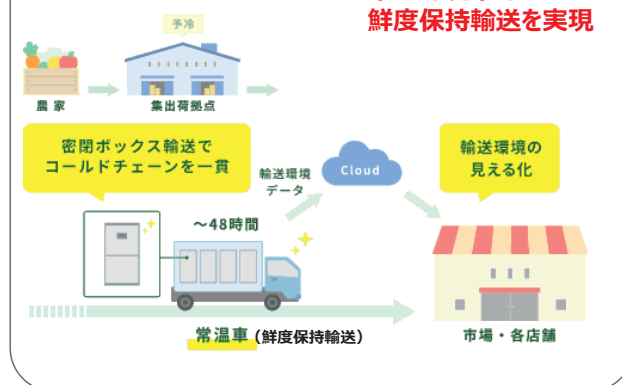 鮮度保持輸送を実現
予冷
農家
集出荷拠点
密閉ボックス輸送で
コールドチェーンを一貫
輸送環境
データ
Cloud
輸送環境の
見える化
～48時間
常温車(鮮度保持輸送)
市場・各店舗